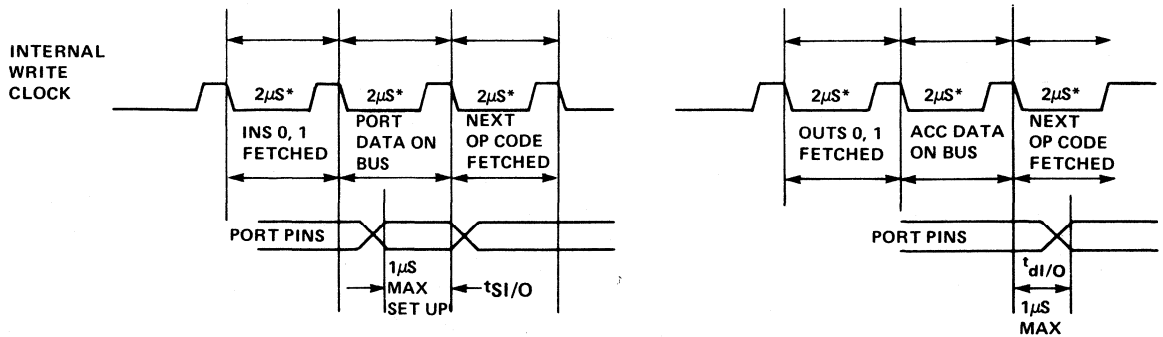 INTERNAL
WRITE
CLOCK
2μS*
2μS*
2μS*
INS 0, 1
FETCHED
PORT
DATA ON
BUS
NEXT
OP CODE
FETCHED
PORT PINS
1μS
MAX
SET UP
tSI/O
2μS*
2μS*
2μS*
OUTS 0, 1
FETCHED
ACC DATA
ON BUS
NEXT
OP CODE
FETCHED
PORT PINS
tdI/O
1μS
MAX